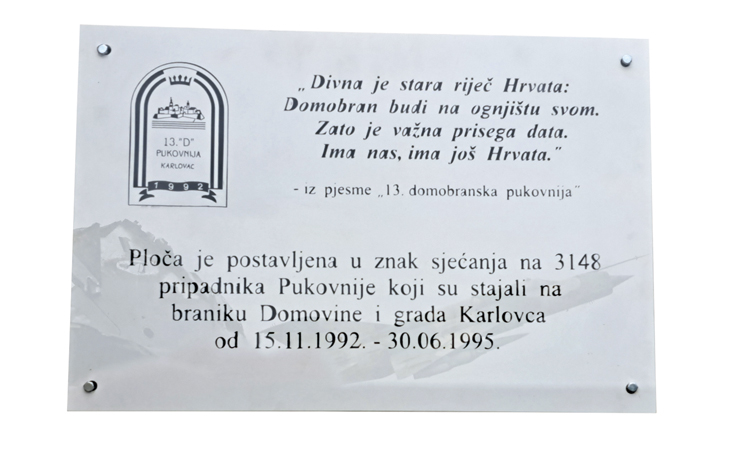 13. "D"
PUKOVNIJA
KARLOVAC
1992
„Divna je stara riječ Hrvata:
Domobran budi na ognjištu svom.
Zato je važna prisega data.
Ima nas, ima još Hrvata.”
- iz pjesme „13. domobranska pukovnija”
Ploča je postavljena u znak sjećanja na 3148
pripadnika Pukovnije koji su stajali na
braniku Domovine i grada Karlovca
od 15.11.1992. - 30.06.1995.